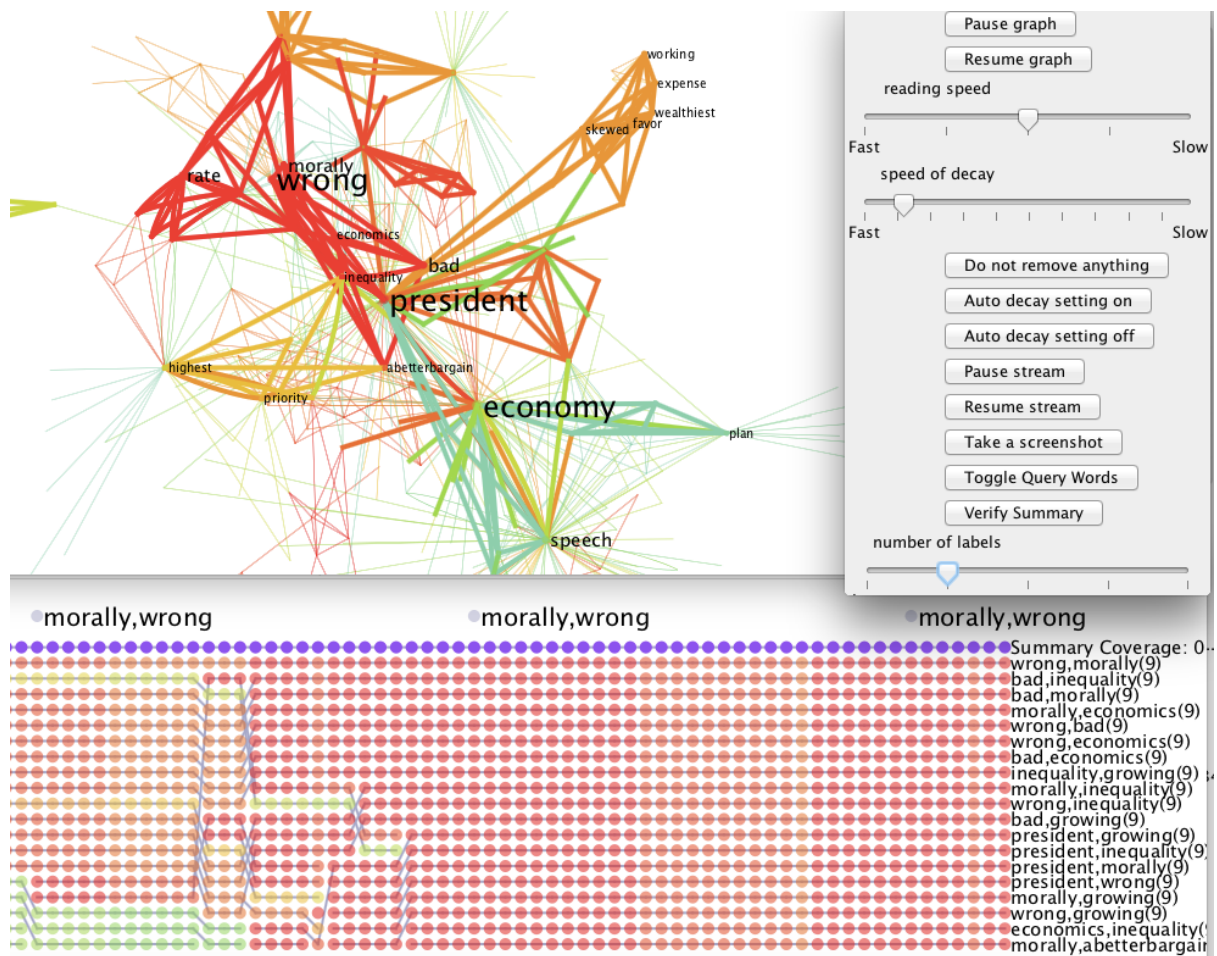 working
expense
wealthiest
favor
skewed
morally
wrong
rate
economics
bad
inequality
president
highest
abetterbargain
priority
economy
plan
speech
Pause graph
Resume graph
reading speed
Fast Slow
speed of decay
Fast Slow
Do not remove anything
Auto decay setting on
Auto decay setting off
Pause stream
Resume stream
Take a screenshot
Toggle Query Words
Verify Summary
number of labels
morally,wrong morally,wrong morally,wrong
Summary Coverage: 0
wrong,morally(9)
bad,inequality(9)
bad,morally(9)
morally,economics(9)
wrong,bad(9)
wrong,economics(9)
bad,economics(9)
inequality,growing(9)
morally,inequality(9)
wrong,inequality(9)
bad,growing(9)
president,growing(9)
president,inequality(9)
president,morally(9)
president,wrong(9)
morally,growing(9)
wrong,growing(9)
economics,inequality(
morally,abetterbargai